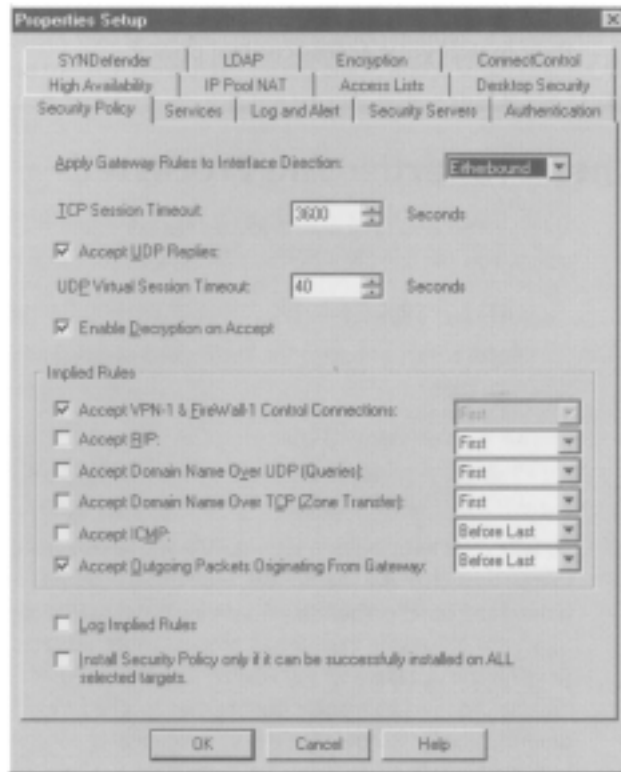 Properties Setup
SYNDefender LDAP Encryption ConnectControl
High Availability IP Pool NAT Access Lists Desktop Security
Security Policy Services Log and Alert Security Servers Authentication
Apply Gateway Rules to Interface Direction: Eitherbound
TCP Session Timeout: 3600 Seconds
Accept UDP Replies:
UDP Virtual Session Timeout: 40 Seconds
Enable Decryption on Accept
Implied Rules
Accept VPN-1 & FireWall-1 Control Connections: First
Accept RIP: First
Accept Domain Name Over UDP (Queries): First
Accept Domain Name Over TCP (Zone Transfer): First
Accept ICMP: Before Last
Accept Outgoing Packets Originating From Gateway: Before Last
Log Implied Rules
Install Security Policy only if it can be successfully installed on ALL
selected targets.
OK Cancel Help